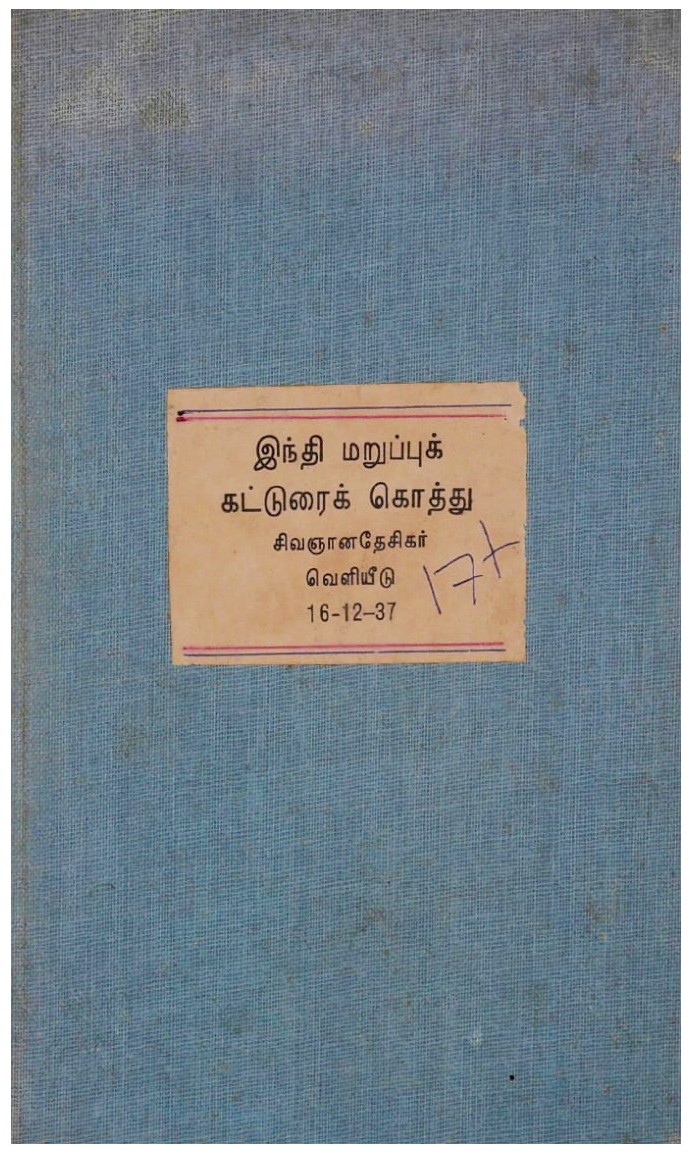 இந்தி மறுப்புக்
கட்டுரைக் கொத்து
சிவஞானதேசிகர்
வெளியீடு
16-12-37
17+